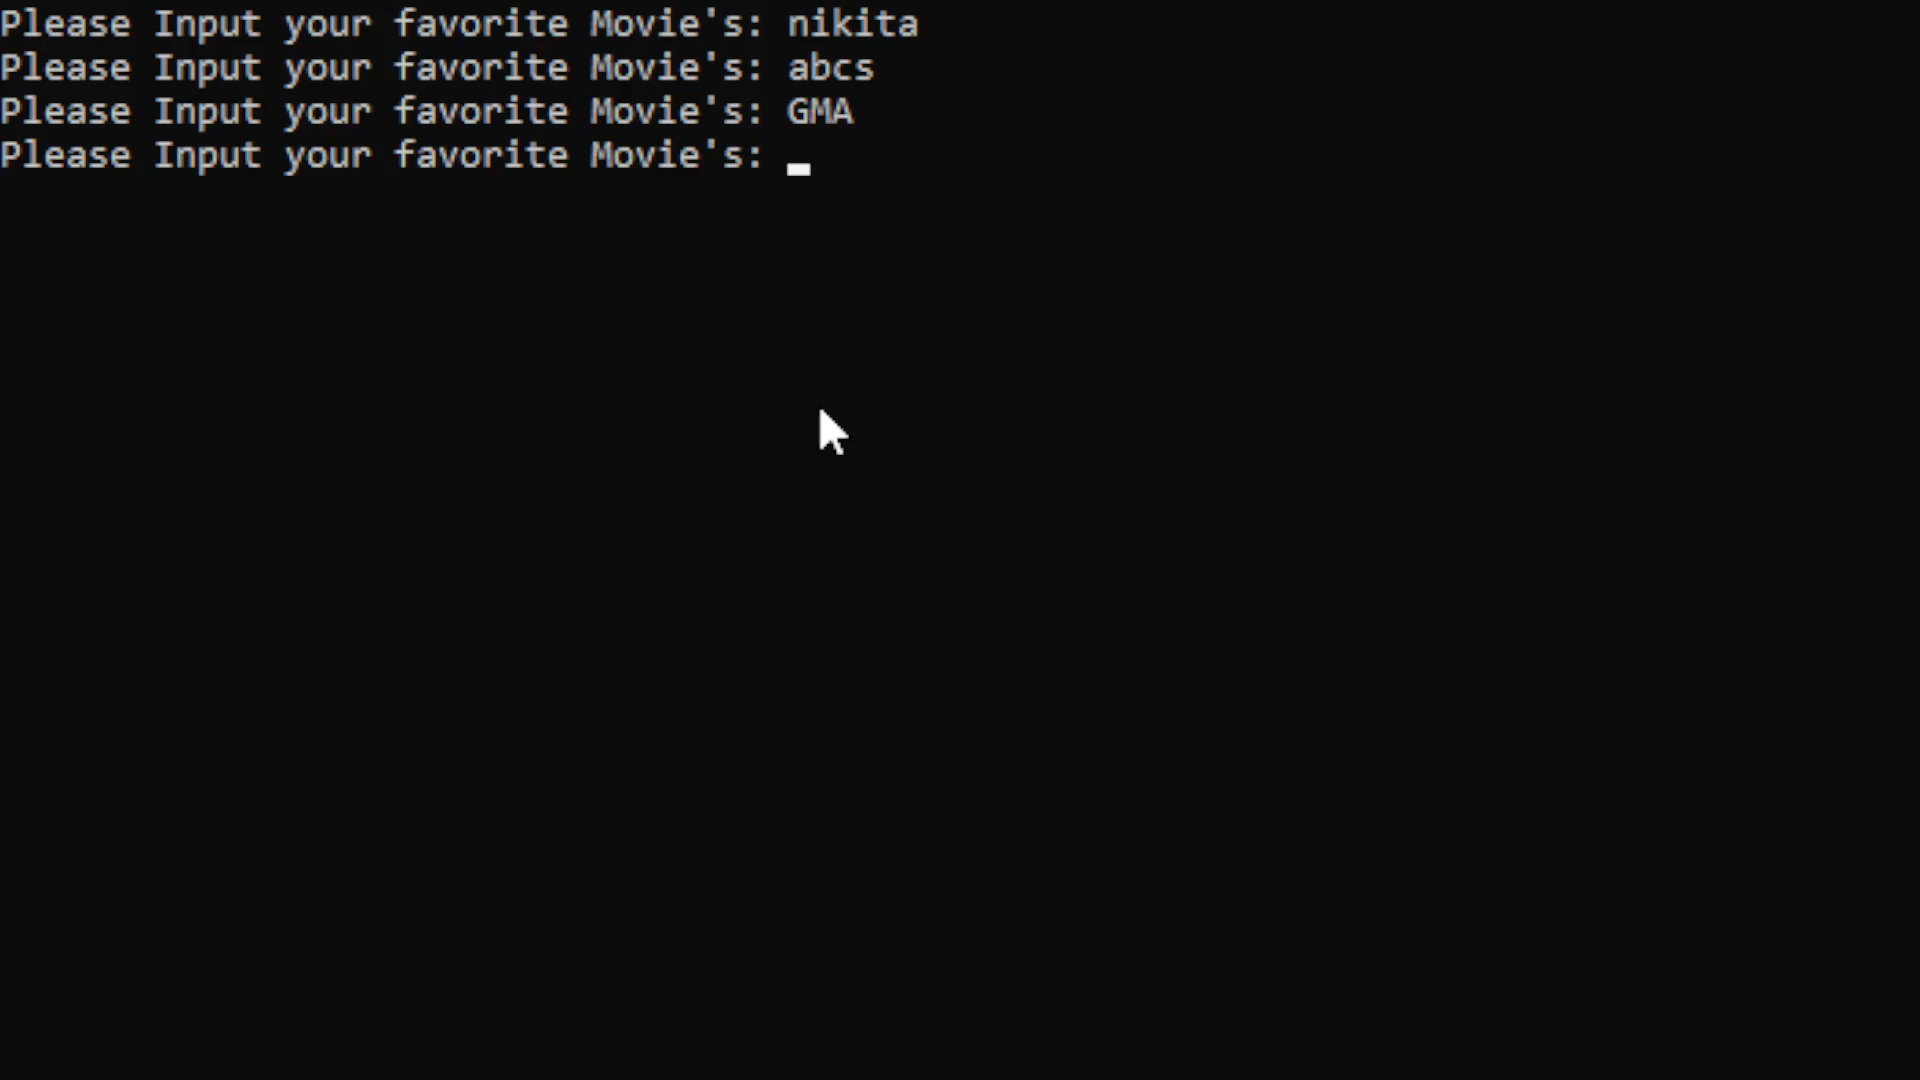 Please Input your favorite Movie's: nikita
Please Input your favorite Movie's: abcs
Please Input your favorite Movie's: GMA
Please Input your favorite Movie's: